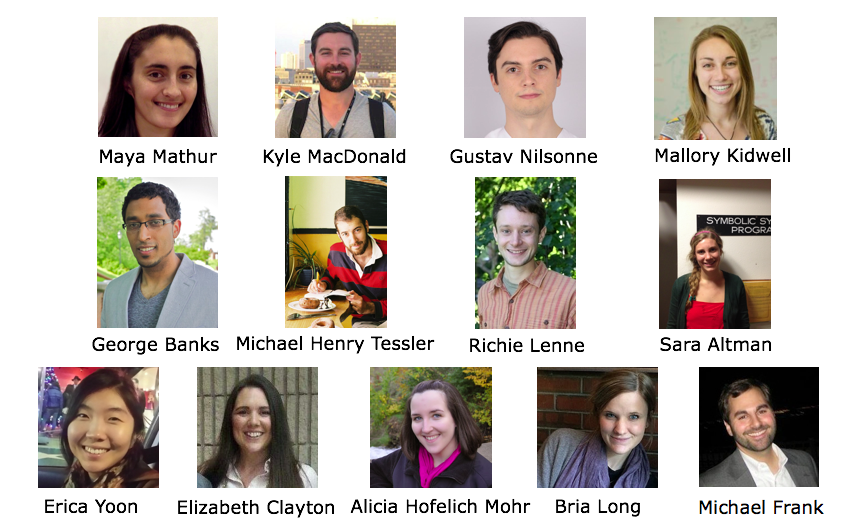 Maya Mathur
Kyle MacDonald
Gustav Nilsonne
Mallory Kidwell
SYMBOLIC SY
PROGRA
George Banks
Michael Henry Tessler
Richie Lenne
Sara Altman
Erica Yoon
Elizabeth Clayton
Alicia Hofelich Mohr
Bria Long
Michael Frank